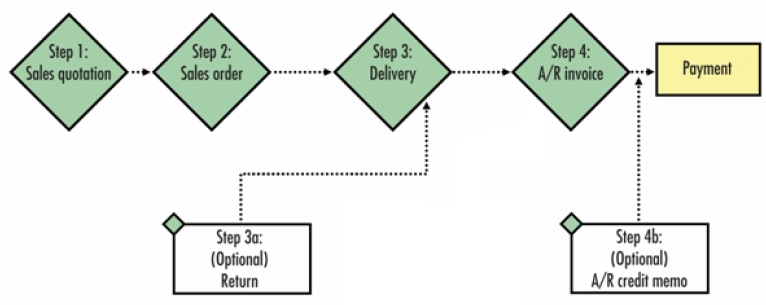 Step 1:
Sales quotation
Step 2:
Sales order
Step 3:
Delivery
Step 4:
A/R invoice
Payment
Step 3a:
(Optional)
Return
Step 4b:
(Optional)
A/R credit memo